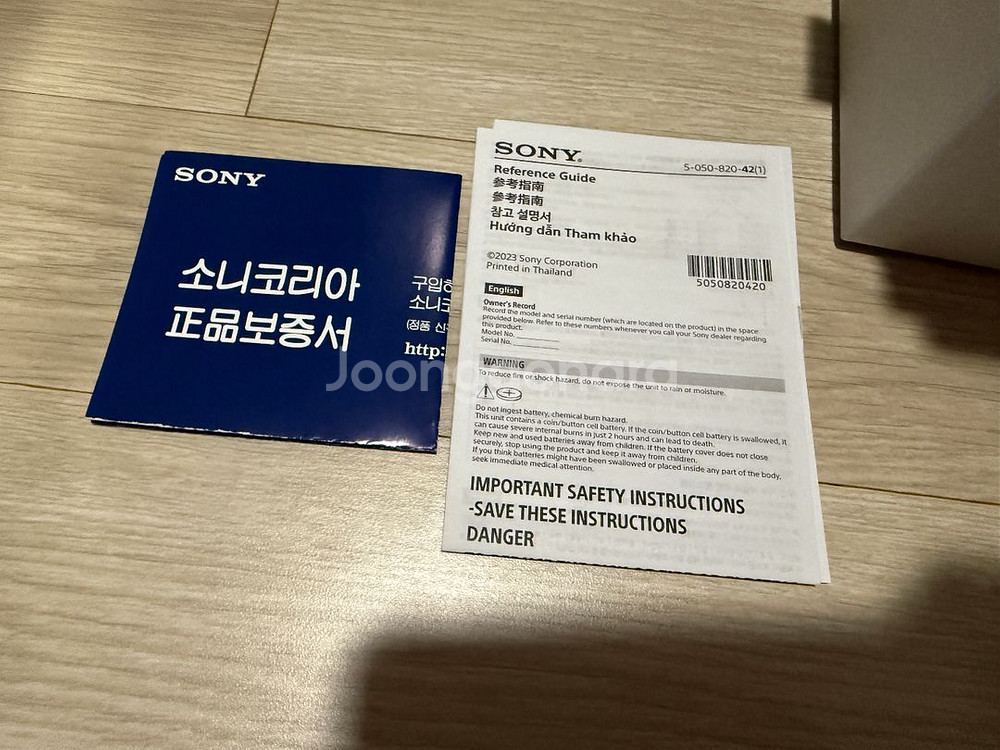 SONY
소니코리아
正品보증서
구입
소니코
(정품
http:
SONY®
5-050-820-42(1)
Reference Guide
参考指南
參考指南
참고 설명서
Hướng dẫn Tham khảo
©2023 Sony Corporation
Printed in Thailand
5050820420
English
Owner's Record
Record the model and serial number (which are located on the product) in the space
provided below. Refer to these numbers whenever you call your Sony dealer regarding
this product.
Model No.
Serial No.
WARNING
To reduce fire or shock hazard, do not expose the unit to rain or moisture.
Do not ingest battery, chemical burn hazard.
This unit contains a coin/button cell battery. If the coin/button cell battery is swallowed, it
can cause severe internal burns in just 2 hours and can lead to death.
Keep new and used batteries away from children. If the battery cover does not close
securely, stop using the product and keep it away from children.
If you think batteries might have been swallowed or placed inside any part of the body,
seek immediate medical attention.
IMPORTANT SAFETY INSTRUCTIONS
-SAVE THESE INSTRUCTIONS
DANGER
Joonggonara